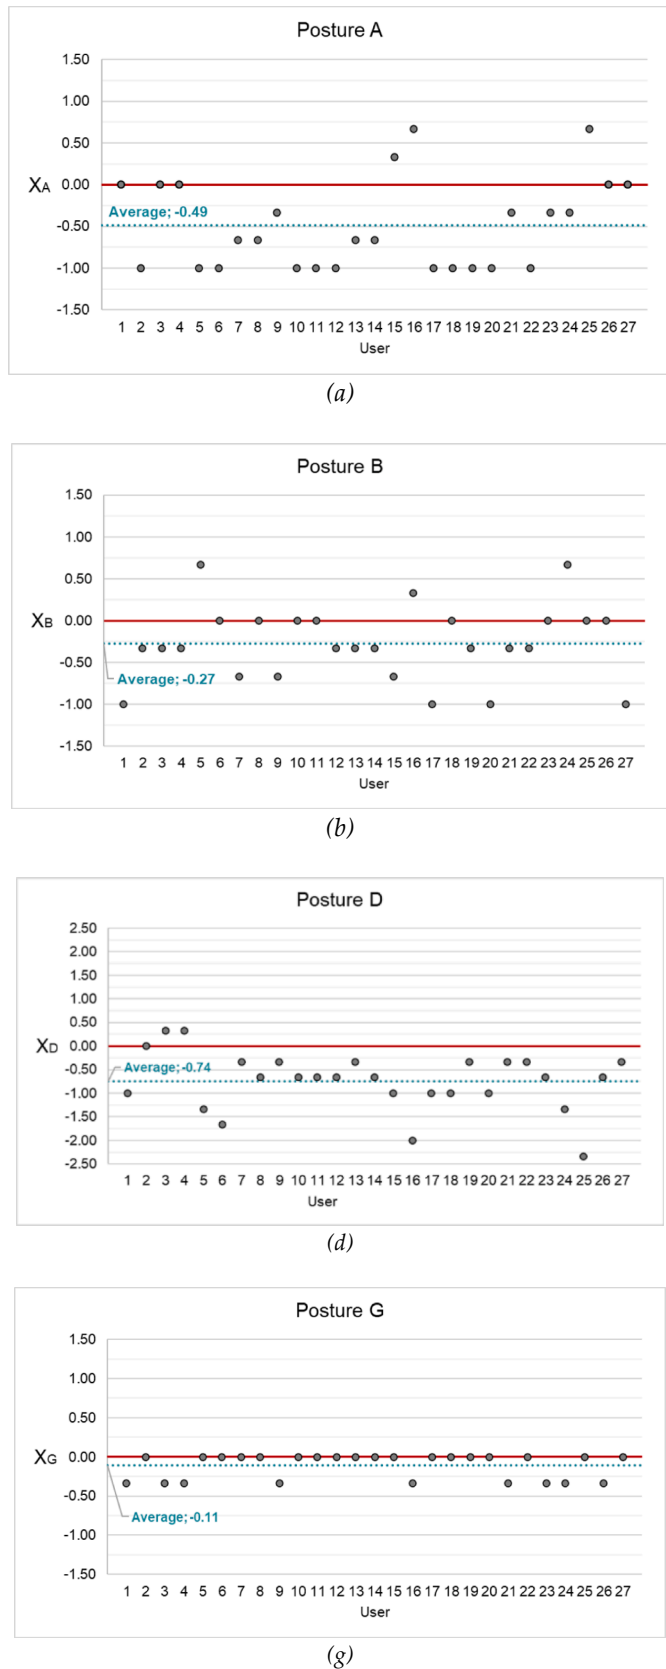 Posture A
1.50
1.00
0.50
XA 0.00
Average; -0.49
-0.50
-1.00
-1.50
1 2 3 4 5 6 7 8 9 10 11 12 13 14 15 16 17 18 19 20 21 22 23 24 25 26 27
User
(a)
Posture B
1.50
1.00
0.50
XB 0.00
-0.50
Average; -0.27
-1.00
-1.50
1 2 3 4 5 6 7 8 9 10 11 12 13 14 15 16 17 18 19 20 21 22 23 24 25 26 27
User
(b)
Posture D
2.50
2.00
1.50
1.00
0.50
XD 0.00
Average; -0.74
-0.50
-1.00
-1.50
-2.00
-2.50
1 2 3 4 5 6 7 8 9 10 11 12 13 14 15 16 17 18 19 20 21 22 23 24 25 26 27
User
(d)
Posture G
1.50
1.00
0.50
XG 0.00
-0.50
Average; -0.11
-1.00
-1.50
1 2 3 4 5 6 7 8 9 10 11 12 13 14 15 16 17 18 19 20 21 22 23 24 25 26 27
User
(g)